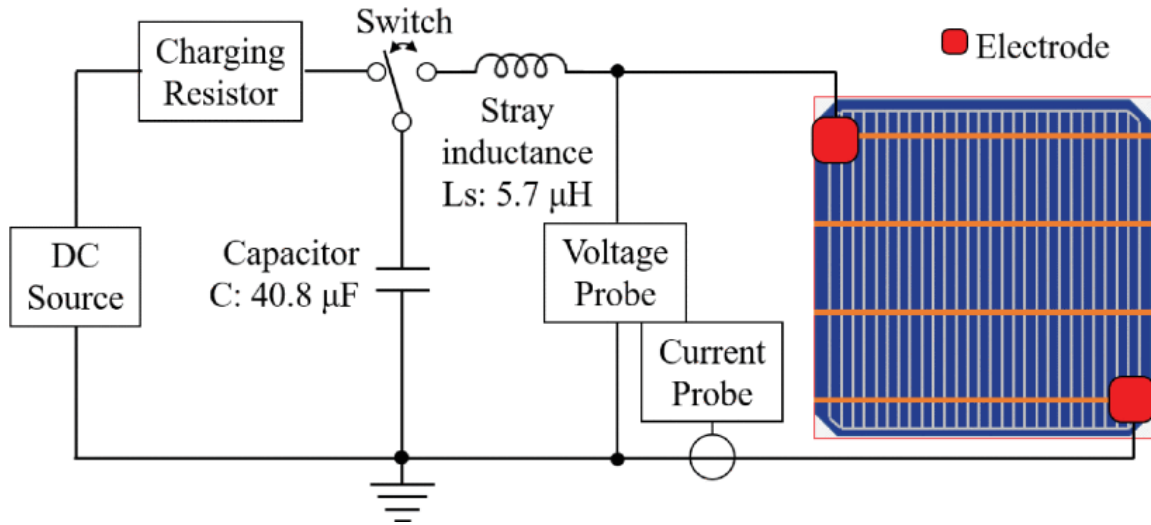 Switch
Charging
Resistor
Electrode
Stray
inductance
Ls: 5.7 μH
DC
Source
Capacitor
C: 40.8 μF
Voltage
Probe
Current
Probe